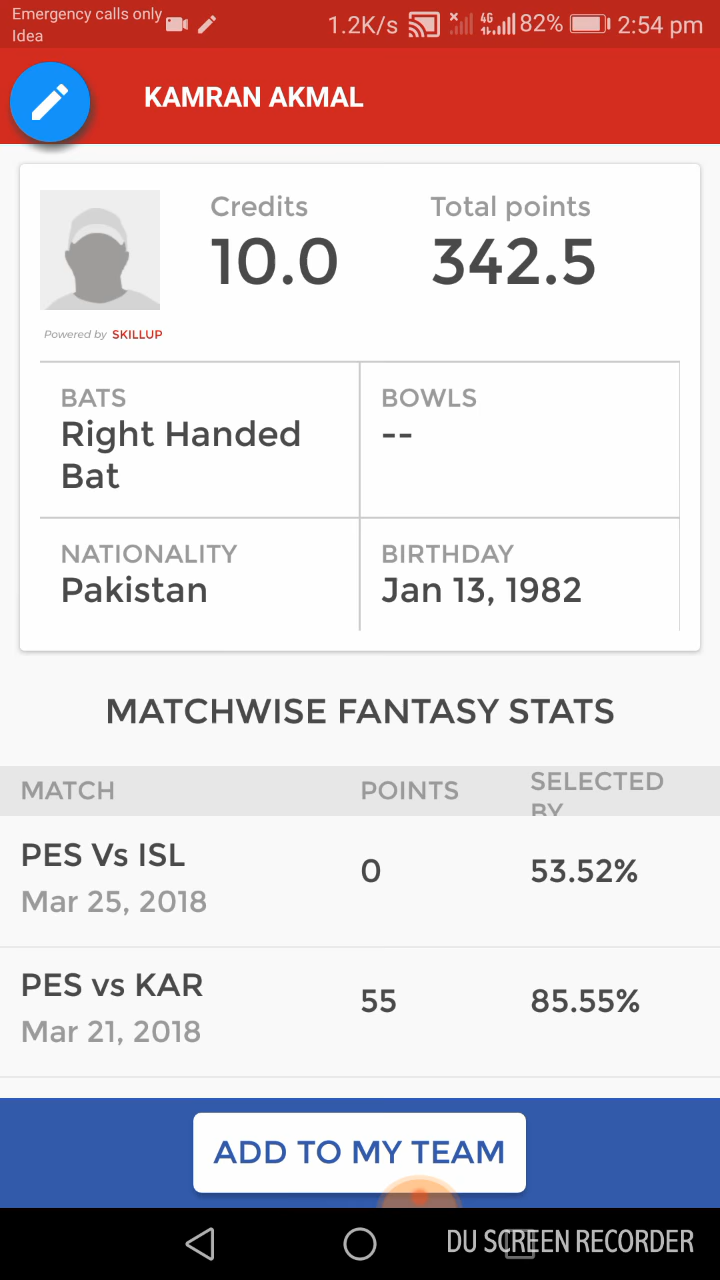 Emergency calls only
Idea
1.2K/s 4G 82% 2:54 pm
KAMRAN AKMAL
Credits Total points
10.0 342.5
Powered by SKILLUP
BATS BOWLS
Right Handed --
Bat
NATIONALITY BIRTHDAY
Pakistan Jan 13, 1982
MATCHWISE FANTASY STATS
MATCH POINTS SELECTED
BY
PES Vs ISL 0 53.52%
Mar 25, 2018
PES vs KAR 55 85.55%
Mar 21, 2018
ADD TO MY TEAM
DU SCREEN RECORDER